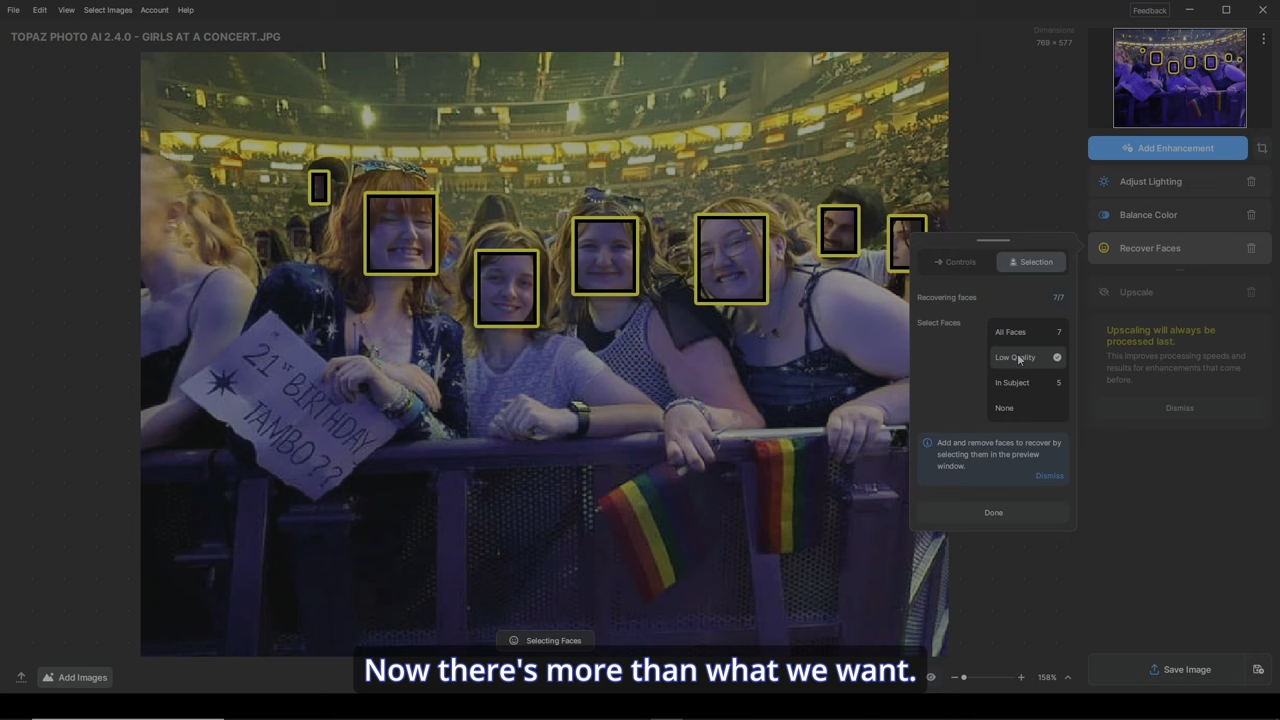 File Edit View Select Images Account Help
Feedback
TOPAZ PHOTO AI 2.4.0 - GIRLS AT A CONCERT.JPG
Dimensions
769 × 577
Add Enhancement
Adjust Lighting
Balance Color
Recover Faces
Controls Selection
Recovering faces 7/7
Select Faces
All Faces 7
Low Quality
In Subject 5
None
Add and remove faces to recover by
selecting them in the preview
window.
Dismiss
Done
Upscale
Upscaling will always be
processed last.
This improves processing speeds and
results for enhancements that come
before.
Dismiss
21ST BIRTHDAY
TAMBO??
Selecting Faces
Now there's more than what we want.
Add Images
158%
Save Image